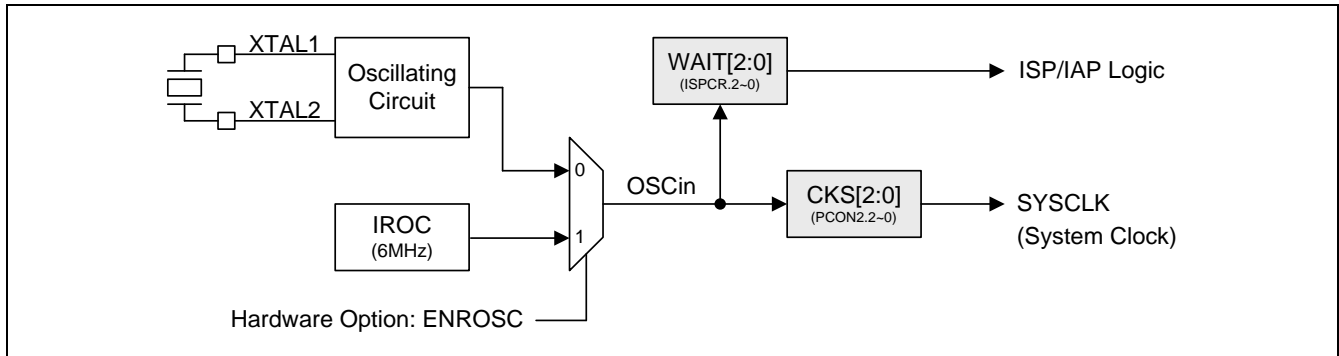 XTAL1
Oscillating
Circuit
XTAL2
WAIT[2:0]
(ISPCR.2~0)
ISP/IAP Logic
0
OSCin
CKS[2:0]
(PCON2.2~0)
SYSCLK
(System Clock)
IROC
(6MHz)
1
Hardware Option: ENROSC